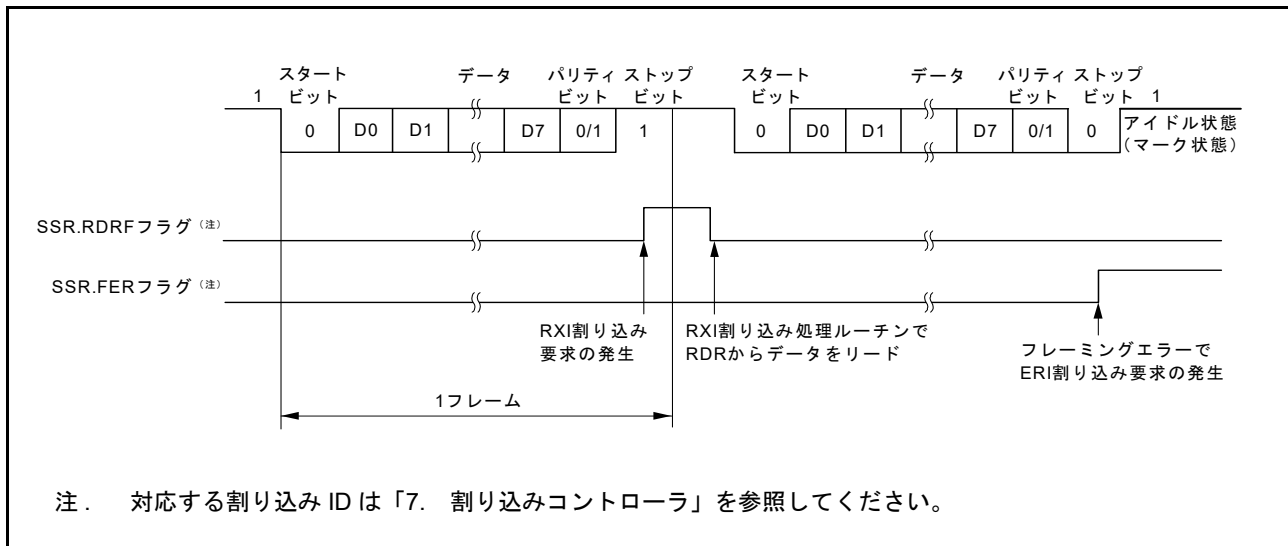 スタート データ パリティ ストップ スタート データ パリティ ストップ
1 ビット ビット ビット ビット ビット ビット 1
0 D0 D1 D7 0/1 1 0 D0 D1 D7 0/1 0 アイドル状態
(マーク状態)
SSR.RDRFフラグ(注)
SSR.FERフラグ(注)
RXI割り込み
要求の発生
RXI割り込み処理ルーチンで
RDRからデータをリード
フレーミングエラーで
ERI割り込み要求の発生
1フレーム
注. 対応する割り込み ID は「7. 割り込みコントローラ」を参照してください。